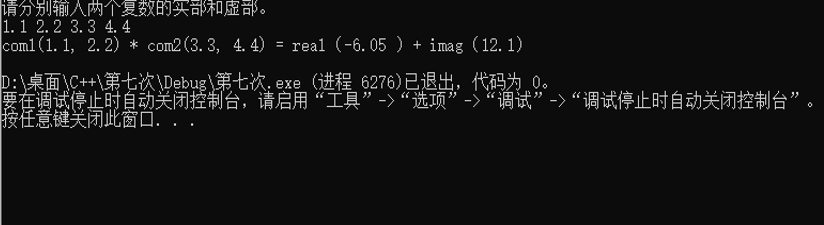 请分别输入两个复数的实部和虚部。
1.1 2.2 3.3 4.4
com1(1.1, 2.2) * com2(3.3, 4.4) = real (-6.05 ) + imag (12.1)
D:\桌面\C++\第七次\Debug\第七次.exe (进程 6276)已退出，代码为 0。
要在调试停止时自动关闭控制台，请启用“工具”->“选项”->“调试”->“调试停止时自动关闭控制台”。
按任意键关闭此窗口. . .